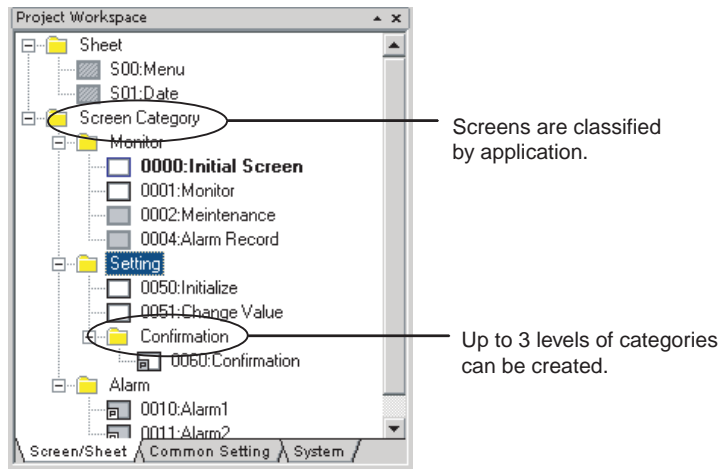 Project Workspace
Sheet
S00:Menu
S01:Date
Screen Category
Monitor
0000:Initial Screen
0001:Monitor
0002:Meintenance
0004:Alarm Record
Setting
0050:Initialize
0051:Change Value
Confirmation
0060:Confirmation
Alarm
0010:Alarm1
0011:Alarm2
Screen/Sheet Common Setting System
Screens are classified
by application.
Up to 3 levels of categories
can be created.